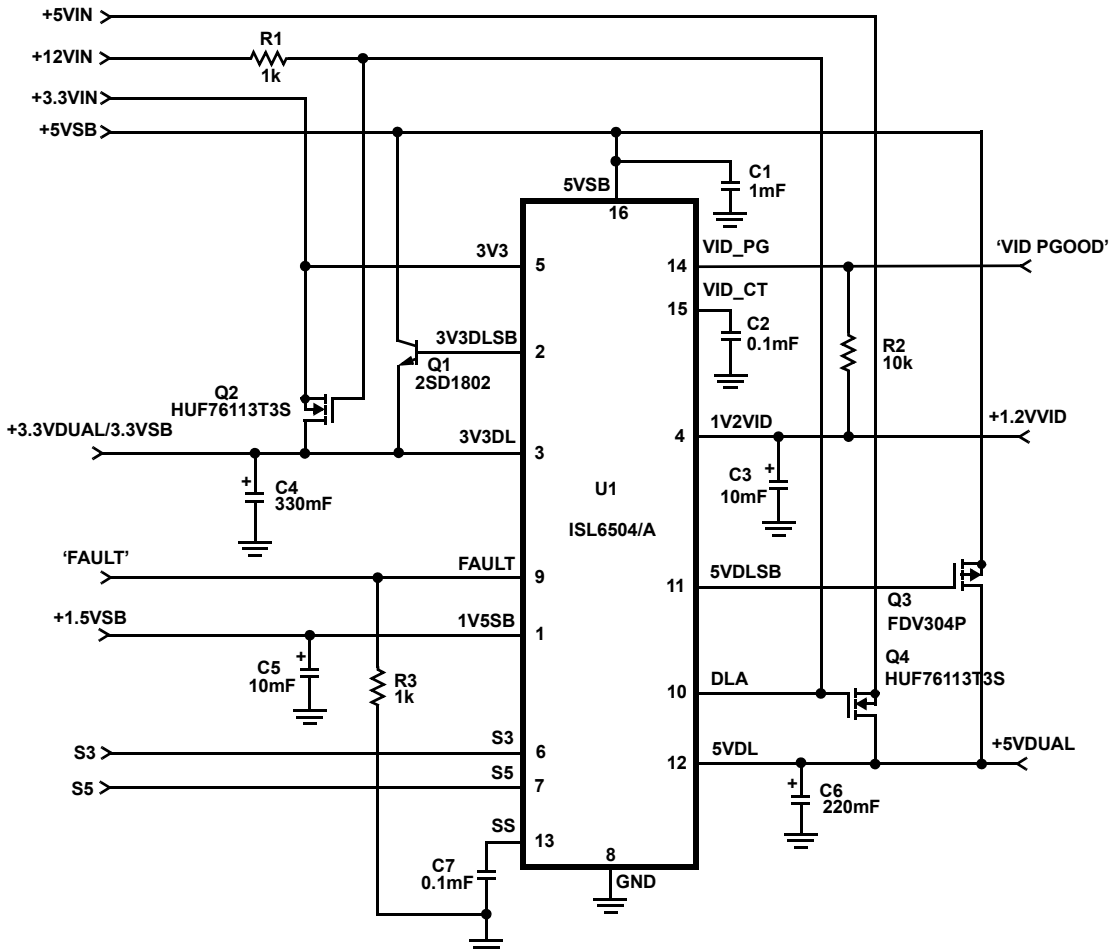 +5VIN
R1
+12VIN
1k
+3.3VIN
+5VSB
C1
1mF
5VSB
16
VID_PG
3V3
5
14
'VID PGOOD'
VID_CT
15
C2
0.1mF
3V3DLSB
2
R2
10k
Q1
2SD1802
Q2
HUF76113T3S
+3.3VDUAL/3.3VSB
3V3DL
3
4
1V2VID
+1.2VVID
C3
+
10mF
+
C4
330mF
U1
ISL6504/A
'FAULT'
FAULT
9
5VDLSB
11
Q3
FDV304P
+1.5VSB
1V5SB
1
C5
+
10mF
R3
1k
Q4
HUF76113T3S
DLA
10
S3
S3
6
5VDL
12
+5VDUAL
S5
S5
7
+
C6
220mF
SS
13
8
GND
C7
0.1mF